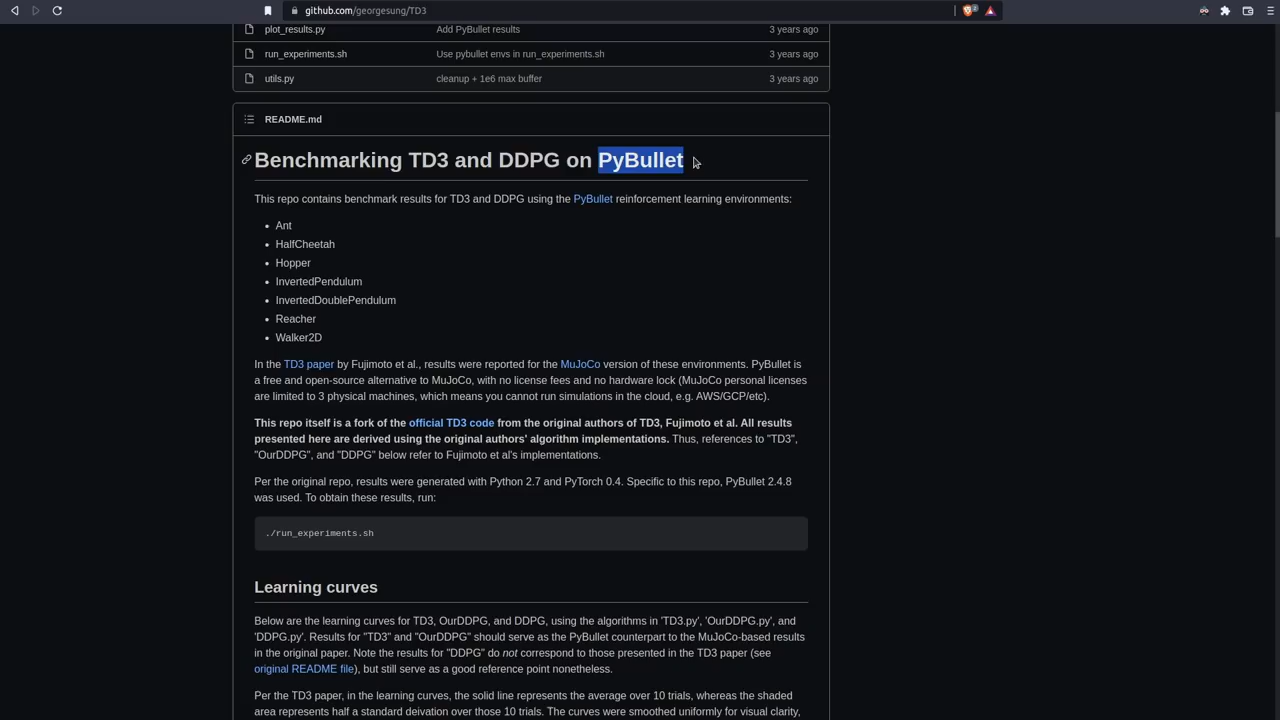 github.com/georgesung/TD3
2
plot_results.py Add PyBullet results 3 years ago
run_experiments.sh Use pybullet envs in run_experiments.sh 3 years ago
utils.py cleanup + 1e6 max buffer 3 years ago
README.md
Benchmarking TD3 and DDPG on PyBullet
This repo contains benchmark results for TD3 and DDPG using the PyBullet reinforcement learning environments:
Ant
HalfCheetah
Hopper
InvertedPendulum
InvertedDoublePendulum
Reacher
Walker2D
In the TD3 paper by Fujimoto et al., results were reported for the MuJoCo version of these environments. PyBullet is
a free and open-source alternative to MuJoCo, with no license fees and no hardware lock (MuJoCo personal licenses
are limited to 3 physical machines, which means you cannot run simulations in the cloud, e.g. AWS/GCP/etc).
This repo itself is a fork of the official TD3 code from the original authors of TD3, Fujimoto et al. All results
presented here are derived using the original authors' algorithm implementations. Thus, references to "TD3",
"OurDDPG", and "DDPG" below refer to Fujimoto et al's implementations.
Per the original repo, results were generated with Python 2.7 and PyTorch 0.4. Specific to this repo, PyBullet 2.4.8
was used. To obtain these results, run:
./run_experiments.sh
Learning curves
Below are the learning curves for TD3, OurDDPG, and DDPG, using the algorithms in 'TD3.py', 'OurDDPG.py', and
'DDPG.py'. Results for "TD3" and "OurDDPG" should serve as the PyBullet counterpart to the MuJoCo-based results
in the original paper. Note the results for "DDPG" do not correspond to those presented in the TD3 paper (see
original README file), but still serve as a good reference point nonetheless.
Per the TD3 paper, in the learning curves, the solid line represents the average over 10 trials, whereas the shaded
area represents half a standard deivation over those 10 trials. The curves were smoothed uniformly for visual clarity,